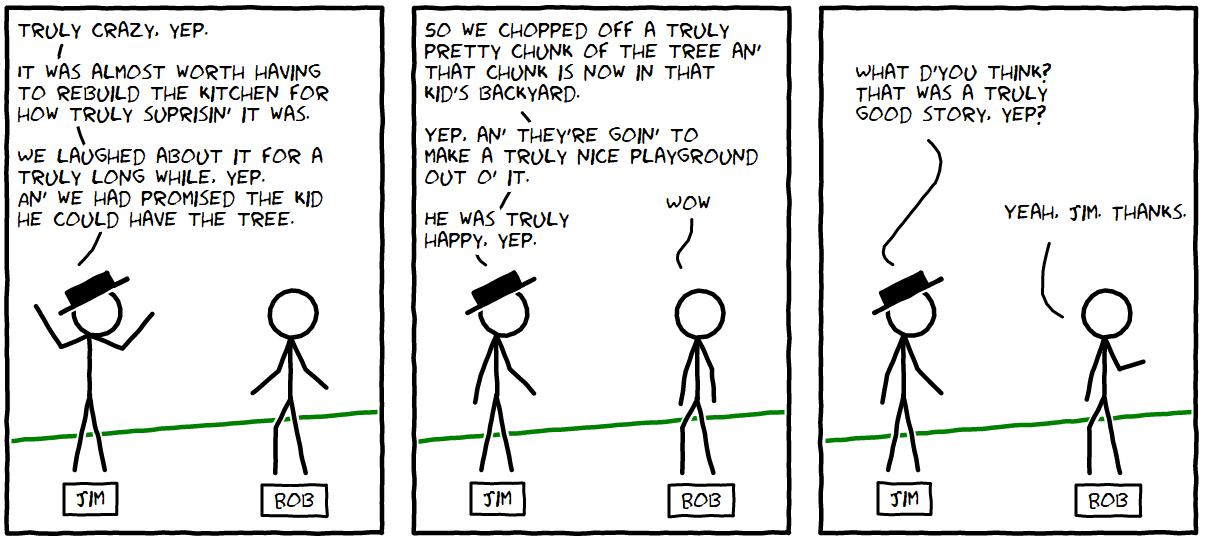 TRULY CRAZY, YEP.
IT WAS ALMOST WORTH HAVING
TO REBUILD THE KITCHEN FOR
HOW TRULY SUPRISIN' IT WAS.
WE LAUGHED ABOUT IT FOR A
TRULY LONG WHILE, YEP.
AN' WE HAD PROMISED THE KID
HE COULD HAVE THE TREE.
JIM
BOB
SO WE CHOPPED OFF A TRULY
PRETTY CHUNK OF THE TREE AN'
THAT CHUNK IS NOW IN THAT
KID'S BACKYARD.
YEP, AN' THEY'RE GOIN' TO
MAKE A TRULY NICE PLAYGROUND
OUT O' IT.
HE WAS TRULY
HAPPY, YEP.
WOW
JIM
BOB
WHAT D'YOU THINK?
THAT WAS A TRULY
GOOD STORY, YEP?
YEAH, JIM. THANKS.
JIM
BOB